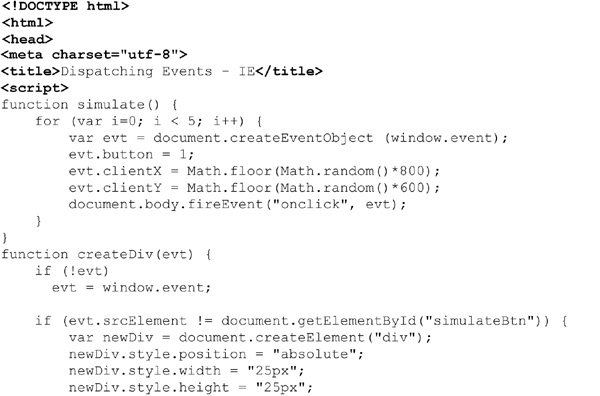 <!DOCTYPE html>
<html>
<head>
<meta charset="utf-8">
<title>Dispatching Events - IE</title>
<script>
function simulate() {
    for (var i=0; i < 5; i++) {
        var evt = document.createEventObject (window.event);
        evt.button = 1;
        evt.clientX = Math.floor(Math.random()*800);
        evt.clientY = Math.floor(Math.random()*600);
        document.body.fireEvent("onclick", evt);
    }
}
function createDiv(evt) {
    if (!evt)
      evt = window.event;

    if (evt.srcElement != document.getElementById("simulateBtn")) {
        var newDiv = document.createElement("div");
        newDiv.style.position = "absolute";
        newDiv.style.width = "25px";
        newDiv.style.height = "25px";